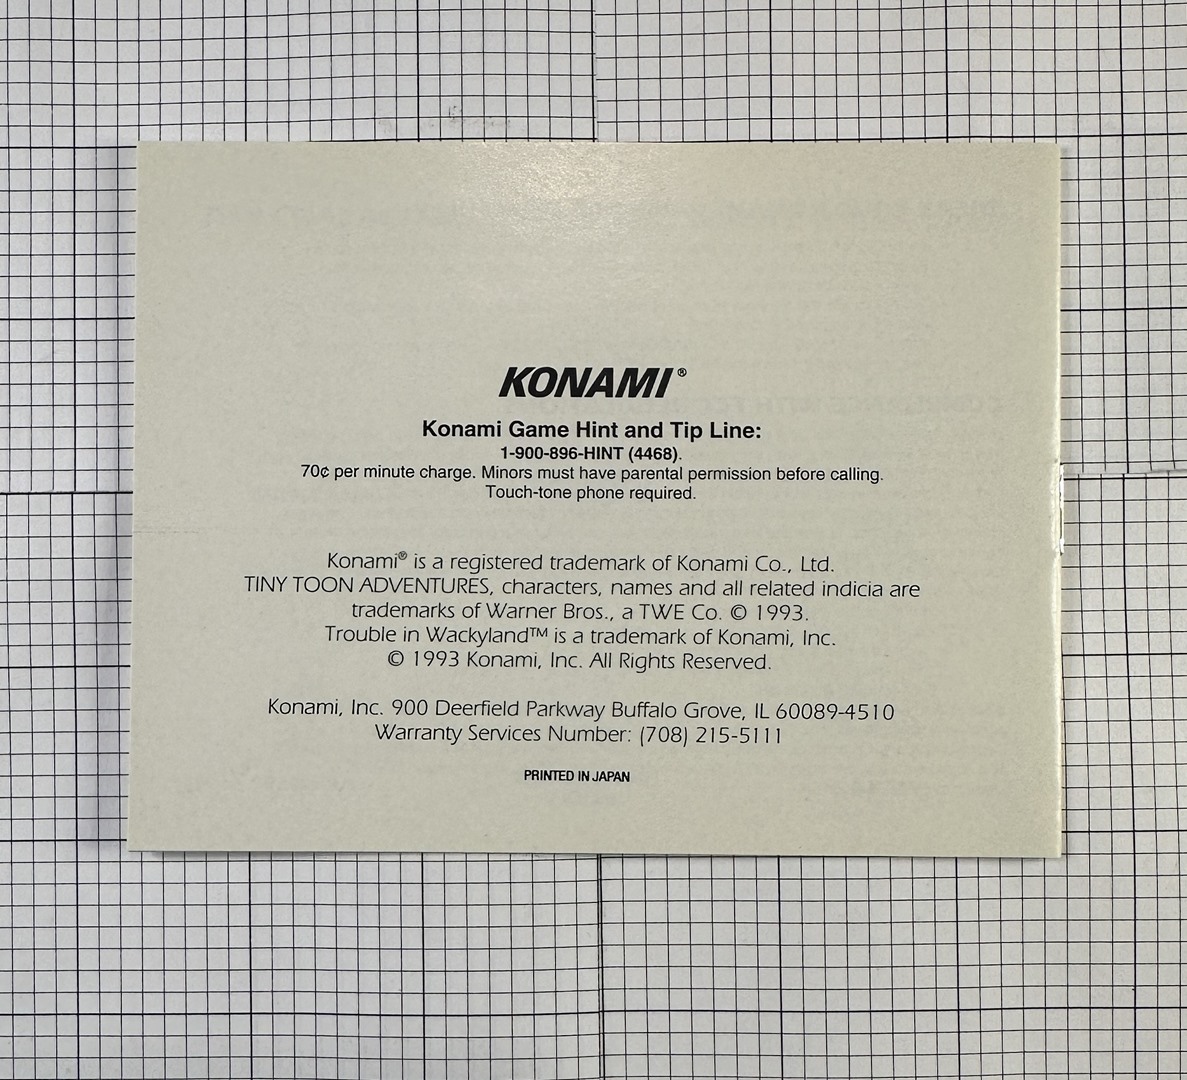 KONAMI®
Konami Game Hint and Tip Line:
1-900-896-HINT (4468).
70¢ per minute charge. Minors must have parental permission before calling.
Touch-tone phone required.
Konami® is a registered trademark of Konami Co., Ltd.
TINY TOON ADVENTURES, characters, names and all related indicia are
trademarks of Warner Bros., a TWE Co. © 1993.
Trouble in Wackyland™ is a trademark of Konami, Inc.
© 1993 Konami, Inc. All Rights Reserved.
Konami, Inc. 900 Deerfield Parkway Buffalo Grove, IL 60089-4510
Warranty Services Number: (708) 215-5111
PRINTED IN JAPAN